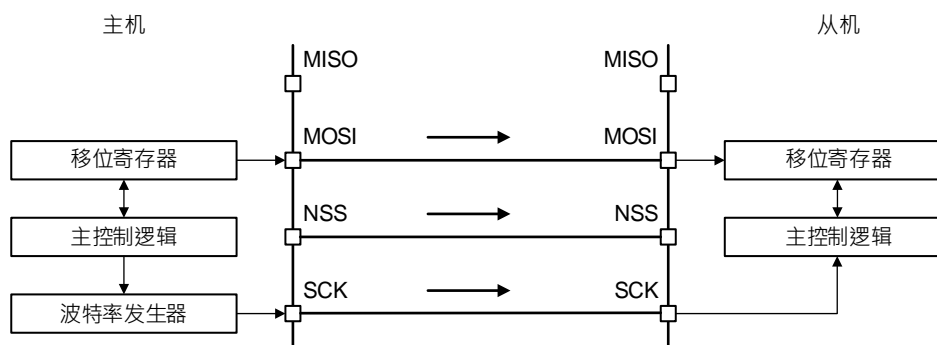 主机
从机
MISO
MISO
MOSI
MOSI
移位寄存器
移位寄存器
NSS
NSS
主控制逻辑
主控制逻辑
SCK
SCK
波特率发生器